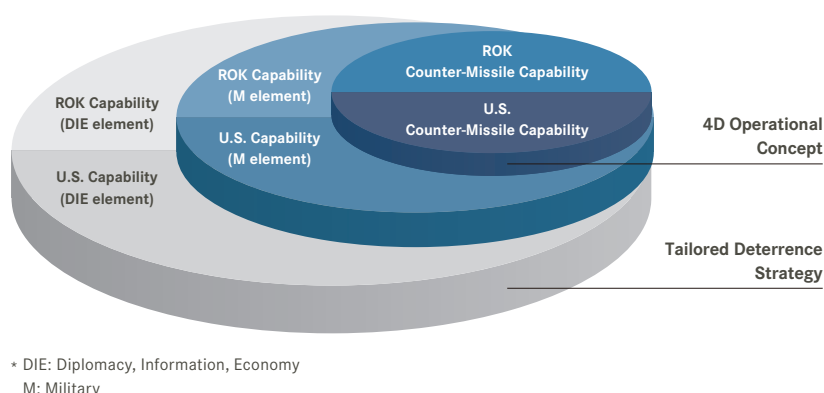 ROK
Counter-Missile Capability
ROK Capability
(M element)
ROK Capability
(DIE element)
U.S.
Counter-Missile Capability
U.S. Capability
(M element)
U.S. Capability
(DIE element)
4D Operational
Concept
Tailored Deterrence
Strategy
* DIE: Diplomacy, Information, Economy
M: Military